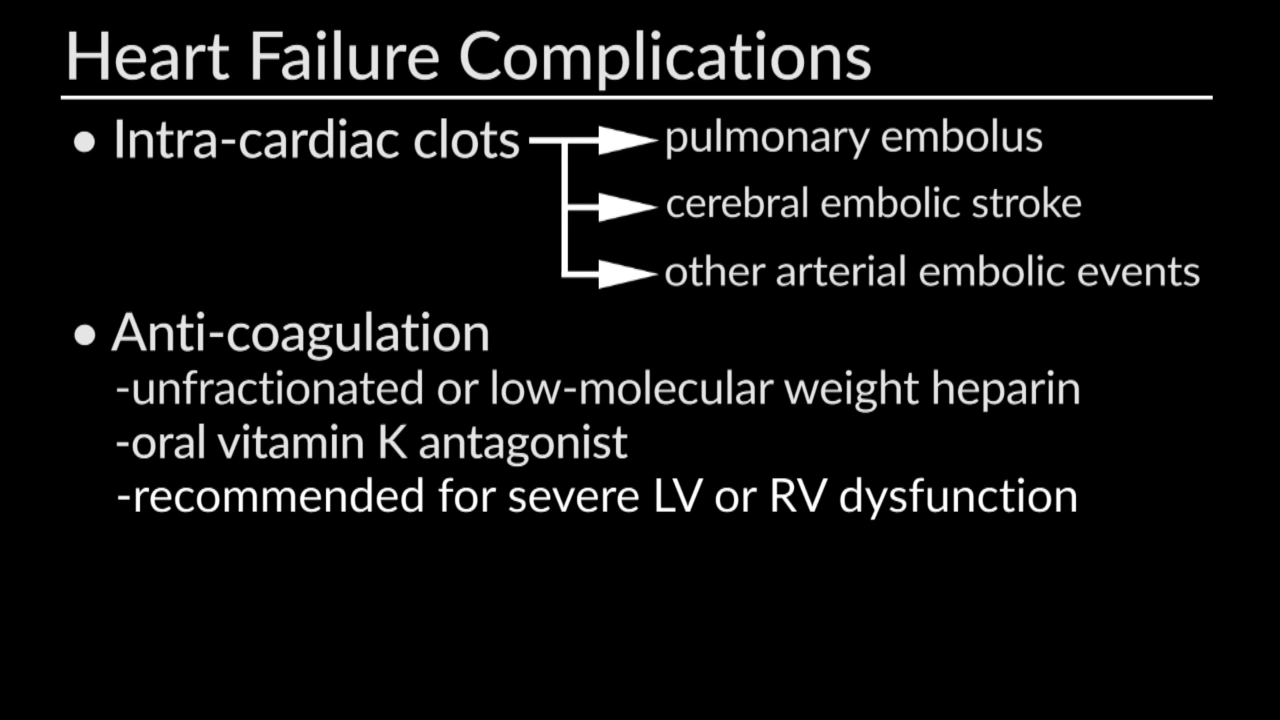 Heart Failure Complications
• Intra-cardiac clots pulmonary embolus
cerebral embolic stroke
other arterial embolic events
• Anti-coagulation
-unfractionated or low-molecular weight heparin
-oral vitamin K antagonist
-recommended for severe LV or RV dysfunction